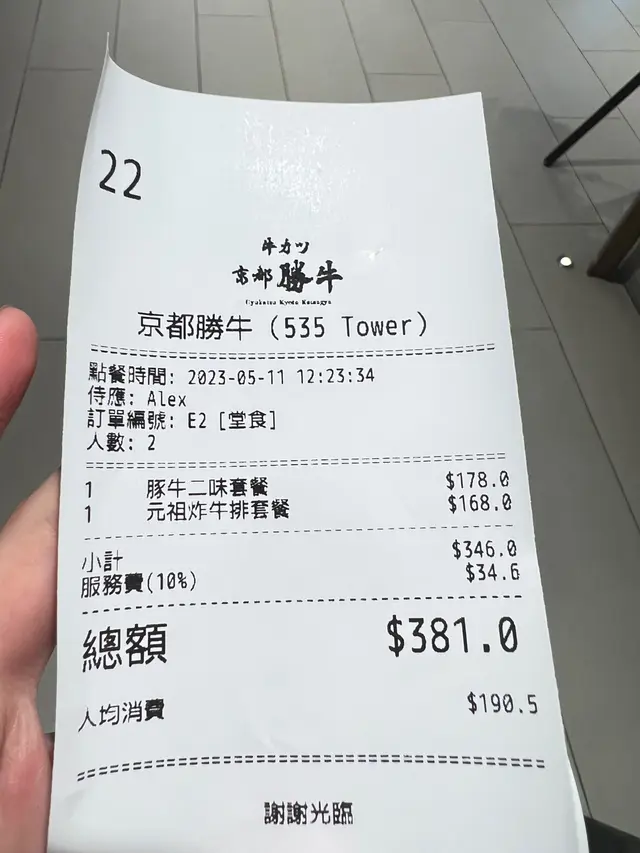 22
牛カツ
京都勝牛
Gyukatsu Kyoto Katsugyu
京都勝牛 (535 Tower)
點餐時間: 2023-05-11 12:23:34
侍應: Alex
訂單編號: E2 [堂食]
人數: 2
1 豚牛二味套餐 $178.0
1 元祖炸牛排套餐 $168.0
小計 $346.0
服務費(10%) $34.6
總額 $381.0
人均消費 $190.5
謝謝光臨